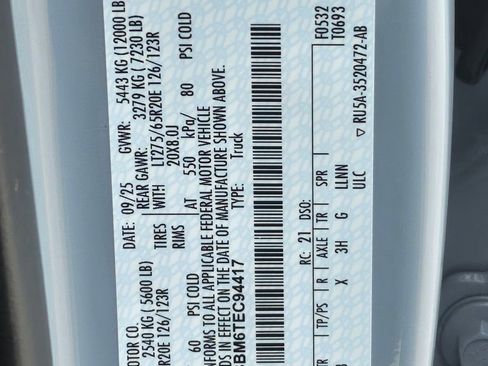 MOTOR CO.
DATE: 09/25 GVWR: 5443 KG (12000 LB)
2540 KG ( 5600 LB) REAR GAWR: 3279 KG ( 7230 LB)
65R20E 126/123R TIRES WITH LT275/65R20E 126/123R
RIMS 20X8.0J
60 PSI COLD AT 550 kPa/ 80 PSI COLD
CONFORMS TO ALL APPLICABLE FEDERAL MOTOR VEHICLE
IN EFFECT ON THE DATE OF MANUFACTURE SHOWN ABOVE.
BM6TEC94417 TYPE: Truck
F0532
T0693
RC: 21 DSO:
TR TP/PS R AXLE TR SPR
X 3H G LLNN
ULC
▽ RU5A-3520472-AB